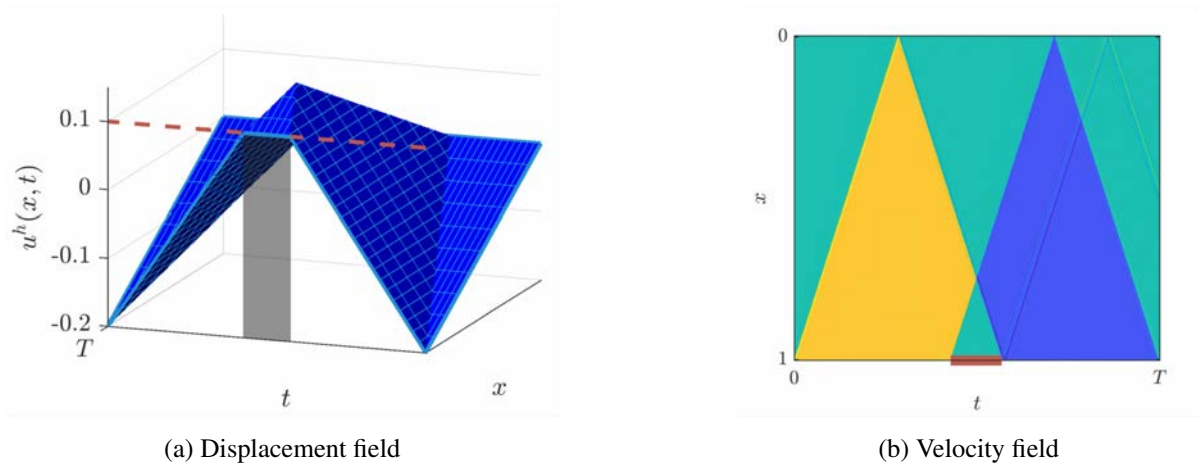 0.1
0
-0.1
-0.2
T
u^h(x, t)
t
x
0
x
1
0
T
t
(a) Displacement field
(b) Velocity field